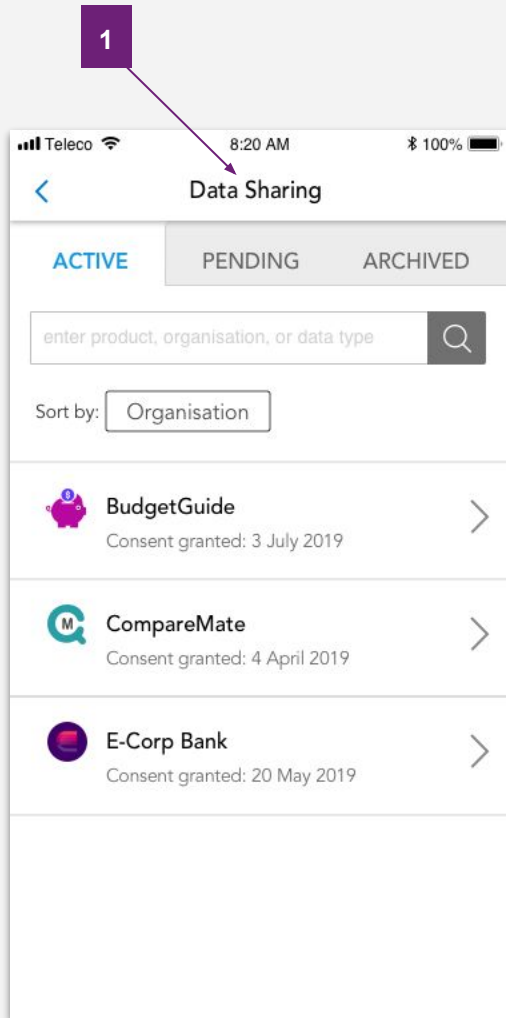 1
Teleco 8:20 AM 100%
Data Sharing
ACTIVE PENDING ARCHIVED
enter product, organisation, or data type
Sort by: Organisation
BudgetGuide
Consent granted: 3 July 2019
M
CompareMate
Consent granted: 4 April 2019
E-Corp Bank
Consent granted: 20 May 2019